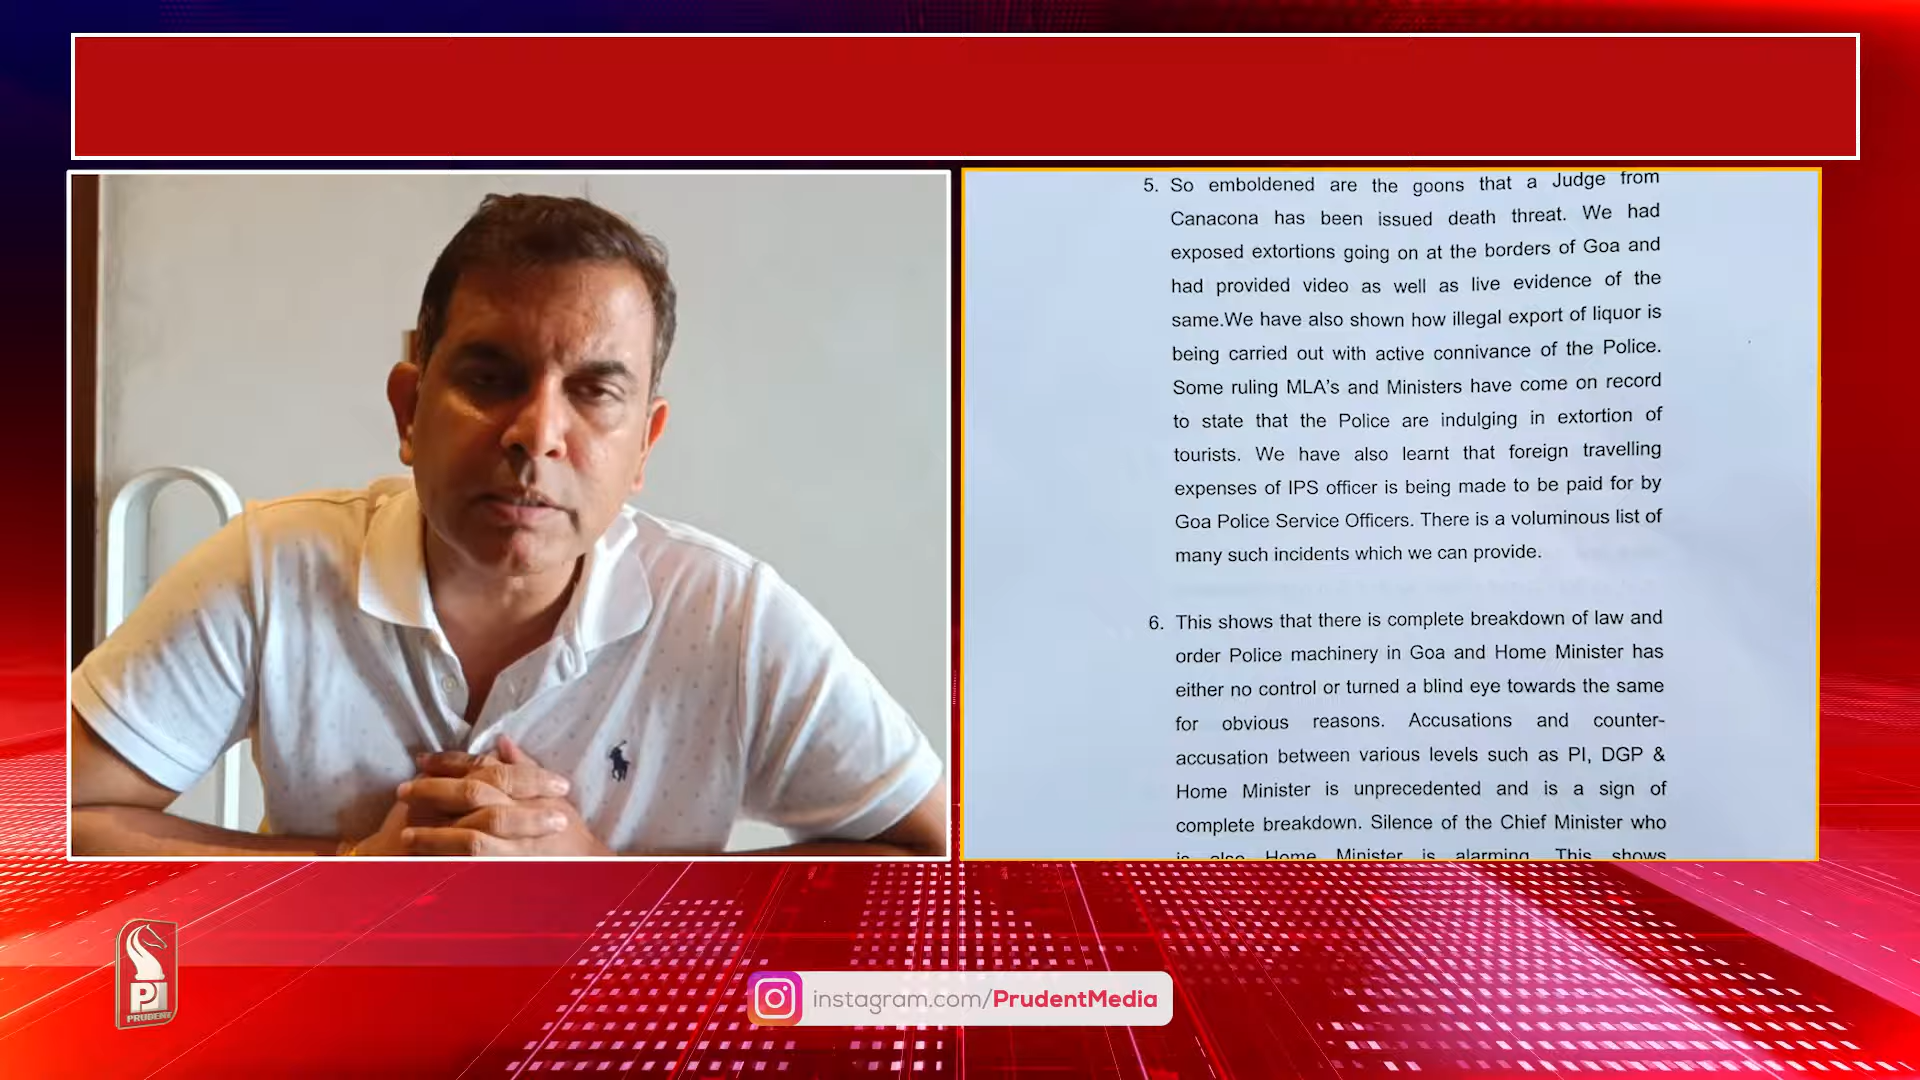 5. So emboldened are the goons that a Judge from
Canacona has been issued death threat. We had
exposed extortions going on at the borders of Goa and
had provided video as well as live evidence of the
same.We have also shown how illegal export of liquor is
being carried out with active connivance of the Police.
Some ruling MLA's and Ministers have come on record
to state that the Police are indulging in extortion of
tourists. We have also learnt that foreign travelling
expenses of IPS officer is being made to be paid for by
Goa Police Service Officers. There is a voluminous list of
many such incidents which we can provide.
6. This shows that there is complete breakdown of law and
order Police machinery in Goa and Home Minister has
either no control or turned a blind eye towards the same
for obvious reasons. Accusations and counter-
accusation between various levels such as PI, DGP &
Home Minister is unprecedented and is a sign of
complete breakdown. Silence of the Chief Minister who
is also Home Minister is alarming. This shows
PRUDENT
instagram.com/PrudentMedia